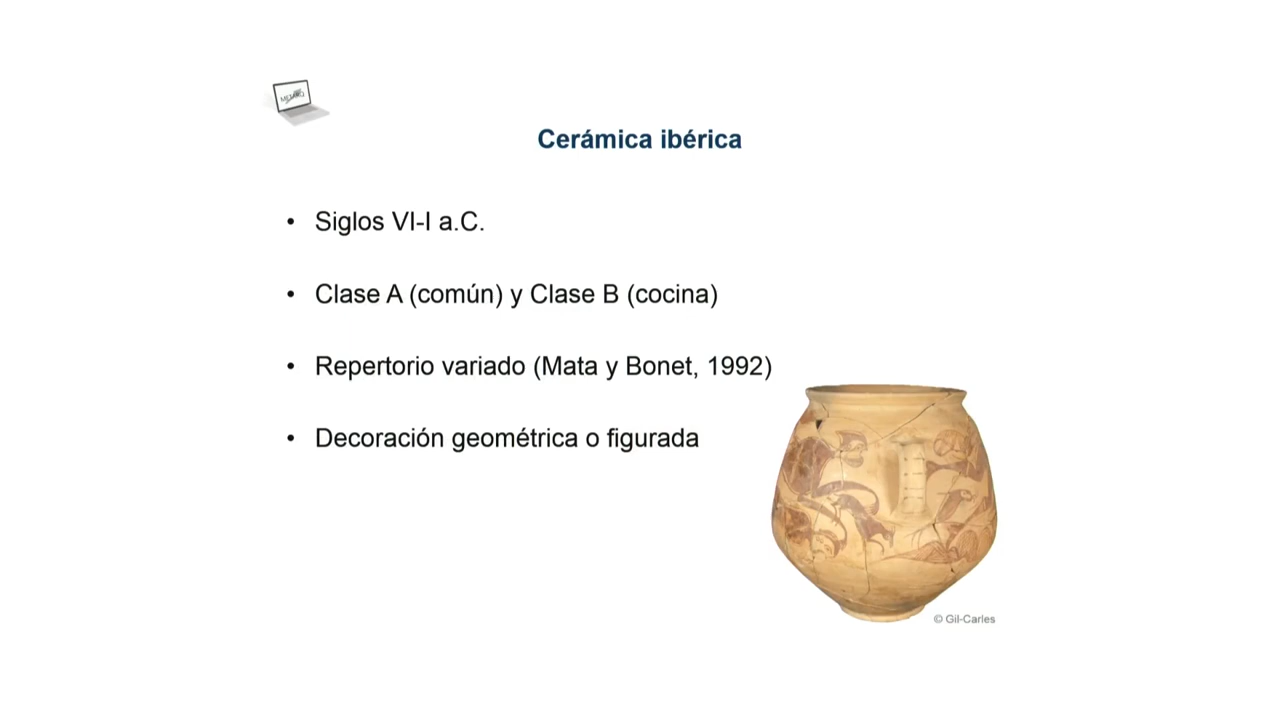 Cerámica ibérica
• Siglos VI-I a.C.
• Clase A (común) y Clase B (cocina)
• Repertorio variado (Mata y Bonet, 1992)
• Decoración geométrica o figurada
© Gil-Carles